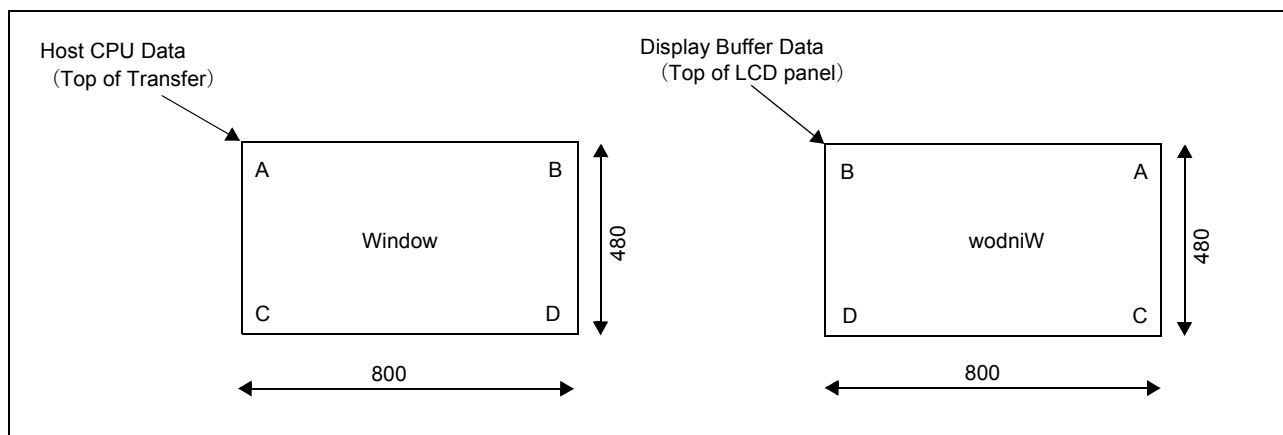 Host CPU Data
（Top of Transfer）
Display Buffer Data
（Top of LCD panel）
A B
Window
C D
480
800
B A
wodniW
D C
480
800